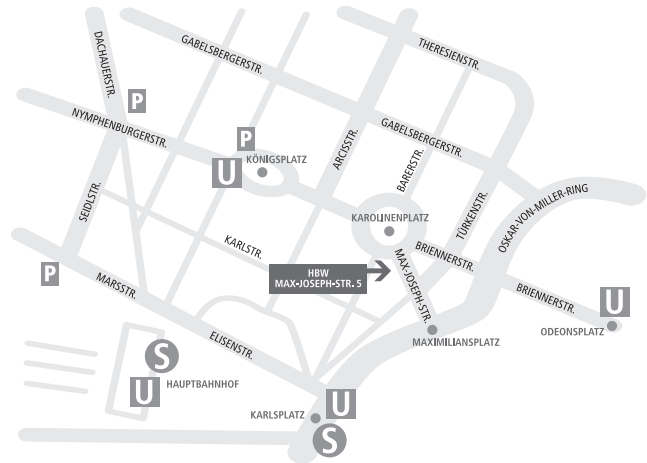 DACHAUERSTR.
GABELSBERGERSTR.
THERESIENSTR.
P
NYMPHENBURGERSTR.
P
U
KÖNIGSPLATZ
ARCISSTR.
GABELSBERGERSTR.
BARERSTR.
SEIDLSTR.
KAROLINENPLATZ
TÜRKENSTR.
OSKAR-VON-MILLER-RING
KARLSTR.
BRIENNERSTR.
P
MARSSTR.
HBW
MAX-JOSEPH-STR. 5
MAX-JOSEPH-STR.
BRIENNERSTR.
U
ODEONSPLATZ
ELISENSTR.
MAXIMILIANSPLATZ
S
U
HAUPTBAHNHOF
KARLSPLATZ
U
S